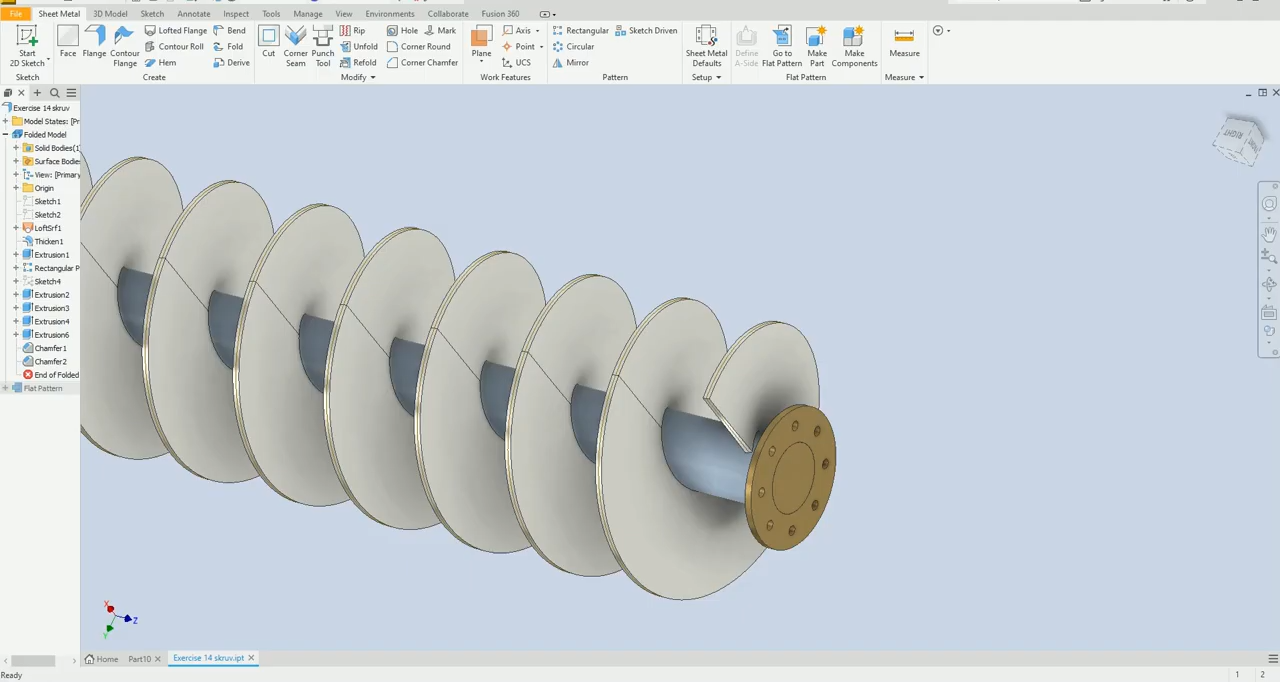 File Sheet Metal 3D Model Sketch Annotate Inspect Tools Manage View Environments Collaborate Fusion 360
Start 2D Sketch
Face
Flange
Contour Flange
Lofted Flange
Contour Roll
Hem
Bend
Fold
Derive
Cut
Corner Seam
Punch Tool
Rip
Unfold
Refold
Hole
Mark
Corner Round
Corner Chamfer
Plane
Axis
Point
UCS
Rectangular
Sketch Driven
Circular
Mirror
Sheet Metal Defaults
Define A-Side
Go to Flat Pattern
Make Part
Make Components
Measure
Sketch Create Modify Work Features Pattern Setup Flat Pattern Measure
Exercise 14 skruv
Model States: [Pr
Folded Model
Solid Bodies(1
Surface Bodie
View: [Primary
Origin
Sketch1
Sketch2
LoftSrf1
Thicken1
Extrusion1
Rectangular P
Sketch4
Extrusion2
Extrusion3
Extrusion4
Extrusion6
Chamfer1
Chamfer2
End of Folded
Flat Pattern
RIGHT
X
Z
Y
Home Part10 Exercise 14 skruv.ipt
Ready 1 2